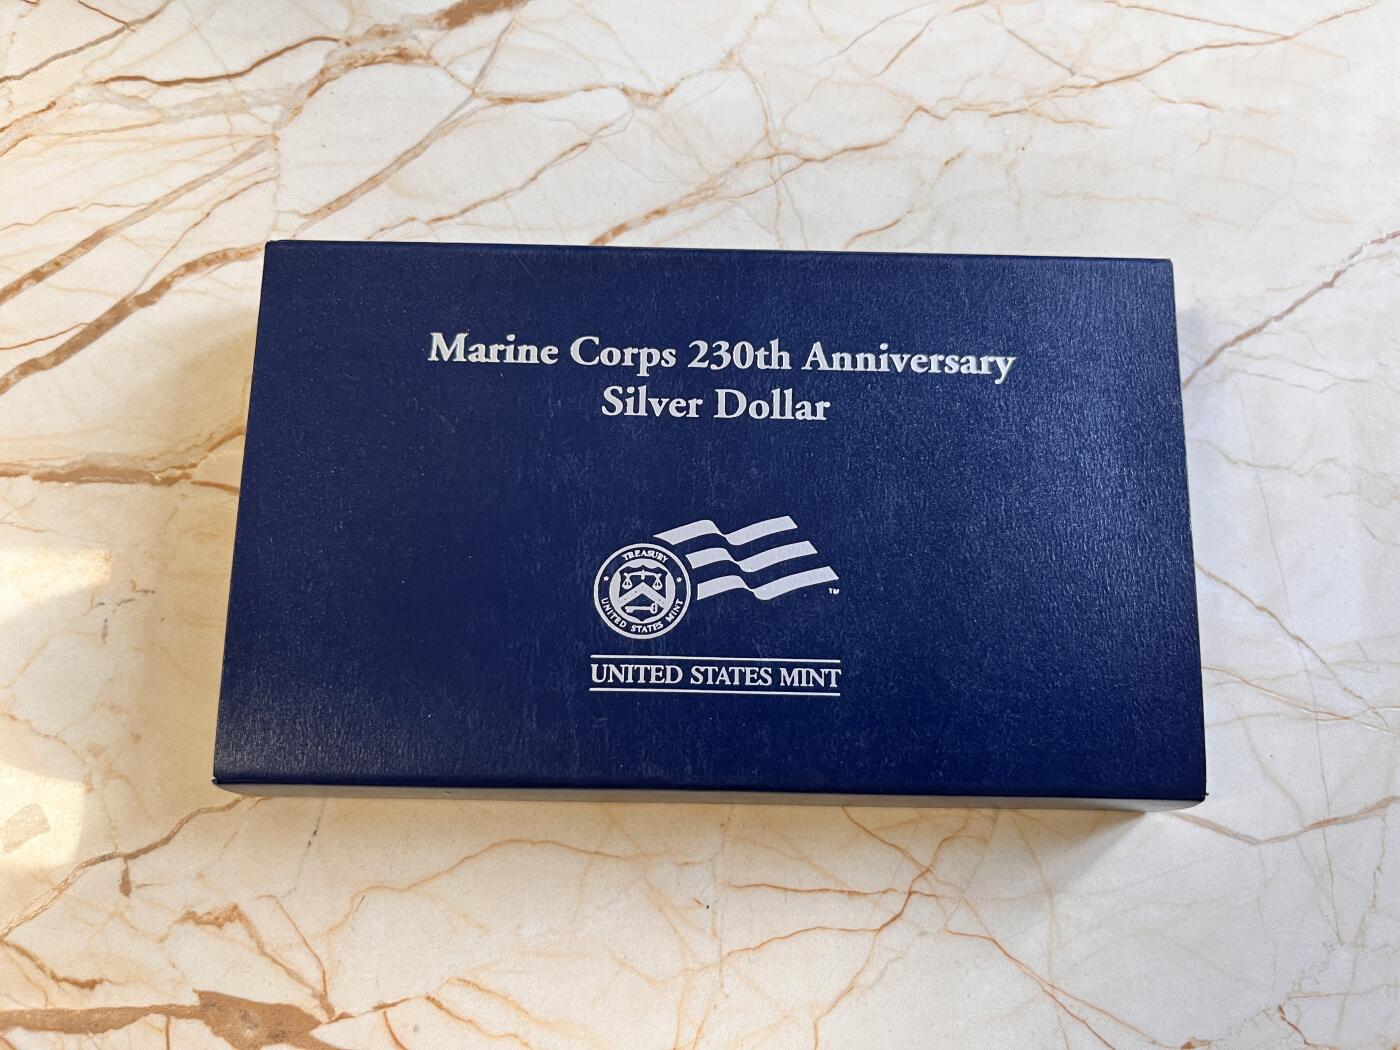 Marine Corps 230th Anniversary
Silver Dollar
TREASURY
UNITED STATES MINT
TM
UNITED STATES MINT